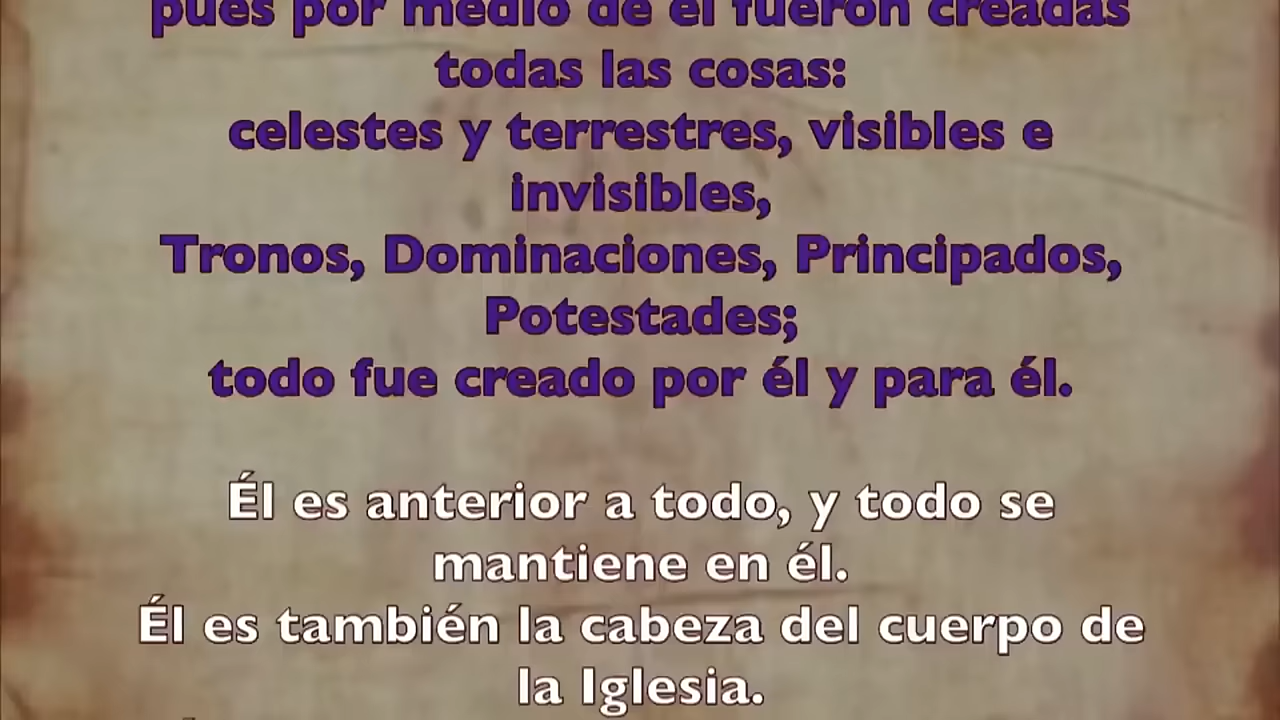 pues por medio de él fueron creadas
todas las cosas:
celestes y terrestres, visibles e
invisibles,
Tronos, Dominaciones, Principados,
Potestades;
todo fue creado por él y para él.
Él es anterior a todo, y todo se
mantiene en él.
Él es también la cabeza del cuerpo de
la Iglesia.